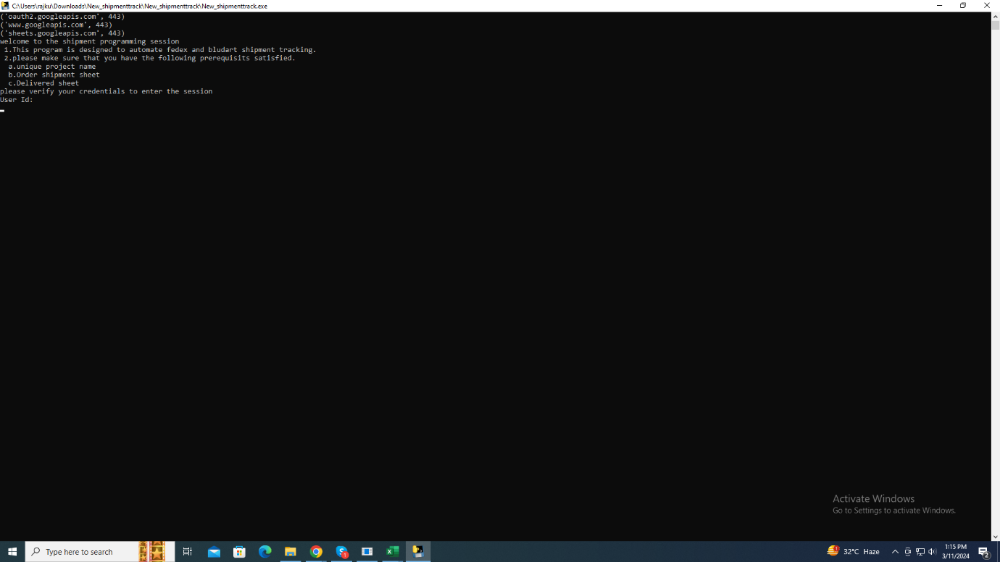 C:\Users\rajku\Downloads\New_shipmenttrack\New_shipmenttrack\New_shipmenttrack.exe
('oauth2.googleapis.com', 443)
('www.googleapis.com', 443)
('sheets.googleapis.com', 443)
welcome to the shipment programming session
1.This program is designed to automate fedex and bludart shipment tracking.
2.please make sure that you have the following prerequisits satisfied.
a.unique project name
b.Order shipment sheet
c.Delivered sheet
please verify your credentials to enter the session
User Id:
Activate Windows
Go to Settings to activate Windows.
Type here to search
32°C Haze
1:15 PM
3/11/2024
2